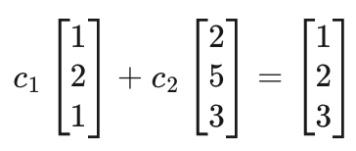 c₁ [1 2 1] + c₂ [2 5 3] = [1 2 3]